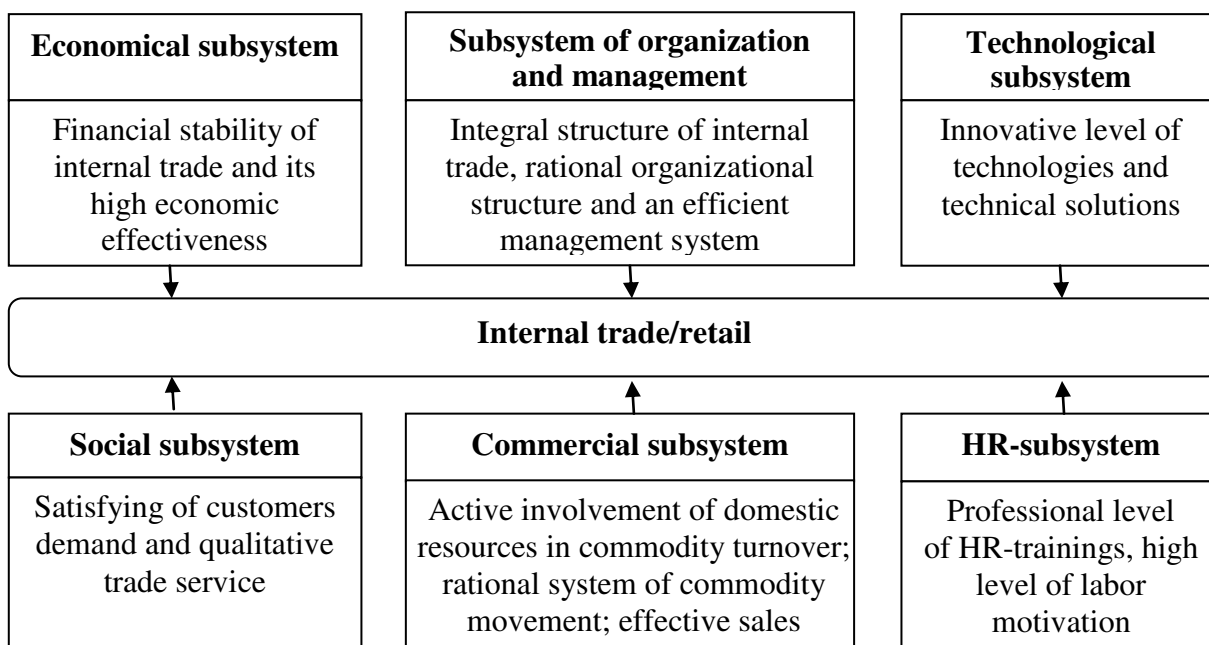 Economical subsystem
Financial stability of
internal trade and its
high economic
effectiveness
Subsystem of organization
and management
Integral structure of internal
trade, rational organizational
structure and an efficient
management system
Technological
subsystem
Innovative level of
technologies and
technical solutions
Internal trade/retail
Social subsystem
Satisfying of customers
demand and qualitative
trade service
Commercial subsystem
Active involvement of domestic
resources in commodity turnover;
rational system of commodity
movement; effective sales
HR-subsystem
Professional level
of HR-trainings, high
level of labor
motivation